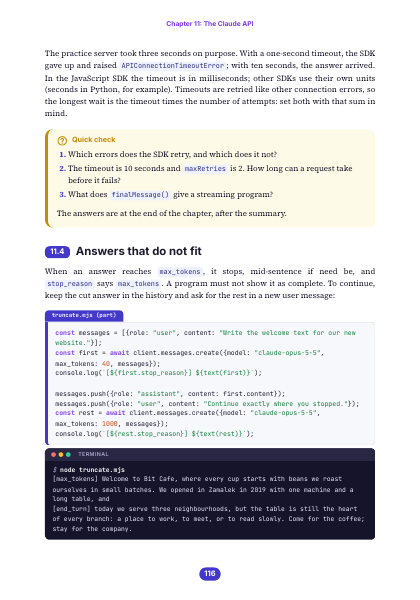 Chapter 11: The Claude API
The practice server took three seconds on purpose. With a one-second timeout, the SDK
gave up and raised APIConnectionTimeoutError; with ten seconds, the answer arrived.
In the JavaScript SDK the timeout is in milliseconds; other SDKs use their own units
(seconds in Python, for example). Timeouts are retried like other connection errors, so
the longest wait is the timeout times the number of attempts: set both with that sum in
mind.
Quick check
1. Which errors does the SDK retry, and which does it not?
2. The timeout is 10 seconds and maxRetries is 2. How long can a request take
before it fails?
3. What does finalMessage() give a streaming program?
The answers are at the end of the chapter, after the summary.
11.4 Answers that do not fit
When an answer reaches max_tokens, it stops, mid-sentence if need be, and
stop_reason says max_tokens. A program must not show it as complete. To continue,
keep the cut answer in the history and ask for the rest in a new user message:
truncate.mjs (part)
const messages = [{role: "user", content: "Write the welcome text for our new
website."}];
const first = await client.messages.create({model: "claude-opus-5-5",
max_tokens: 40, messages});
console.log(`[${first.stop_reason}] ${text(first)}`);
messages.push({role: "assistant", content: first.content});
messages.push({role: "user", content: "Continue exactly where you stopped."});
const rest = await client.messages.create({model: "claude-opus-5-5",
max_tokens: 1000, messages});
console.log(`[${rest.stop_reason}] ${text(rest)}`);
TERMINAL
$ node truncate.mjs
[max_tokens] Welcome to Bit Cafe, where every cup starts with beans we roast
ourselves in small batches. We opened in Zamalek in 2019 with one machine and a
long table, and
[end_turn] today we serve three neighbourhoods, but the table is still the heart
of every branch: a place to work, to meet, or to read slowly. Come for the coffee;
stay for the company.
116